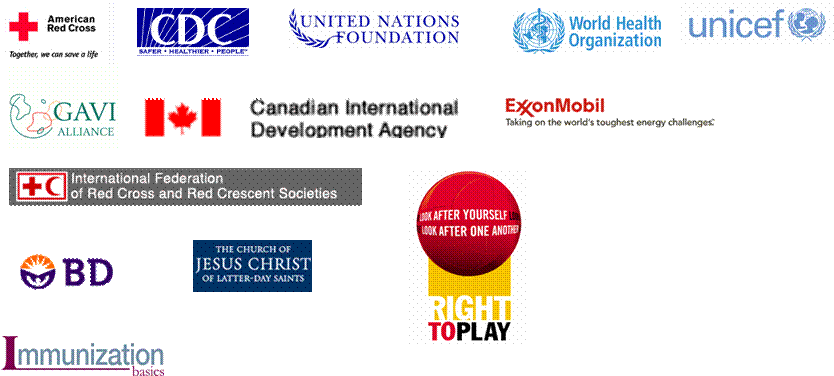 American
Red Cross
Together, we can save a life
CDC
SAFER • HEALTHIER • PEOPLE™
UNITED NATIONS
FOUNDATION
World Health
Organization
unicef
GAVI
ALLIANCE
Canadian International
Development Agency
ExxonMobil
Taking on the world's toughest energy challenges.™
International Federation
of Red Cross and Red Crescent Societies
LOOK AFTER YOURSELF LOOK
LOOK AFTER ONE ANOTHER
RIGHT
TOPLAY
BD
THE CHURCH OF
JESUS CHRIST
OF LATTER-DAY SAINTS
Immunization
basics